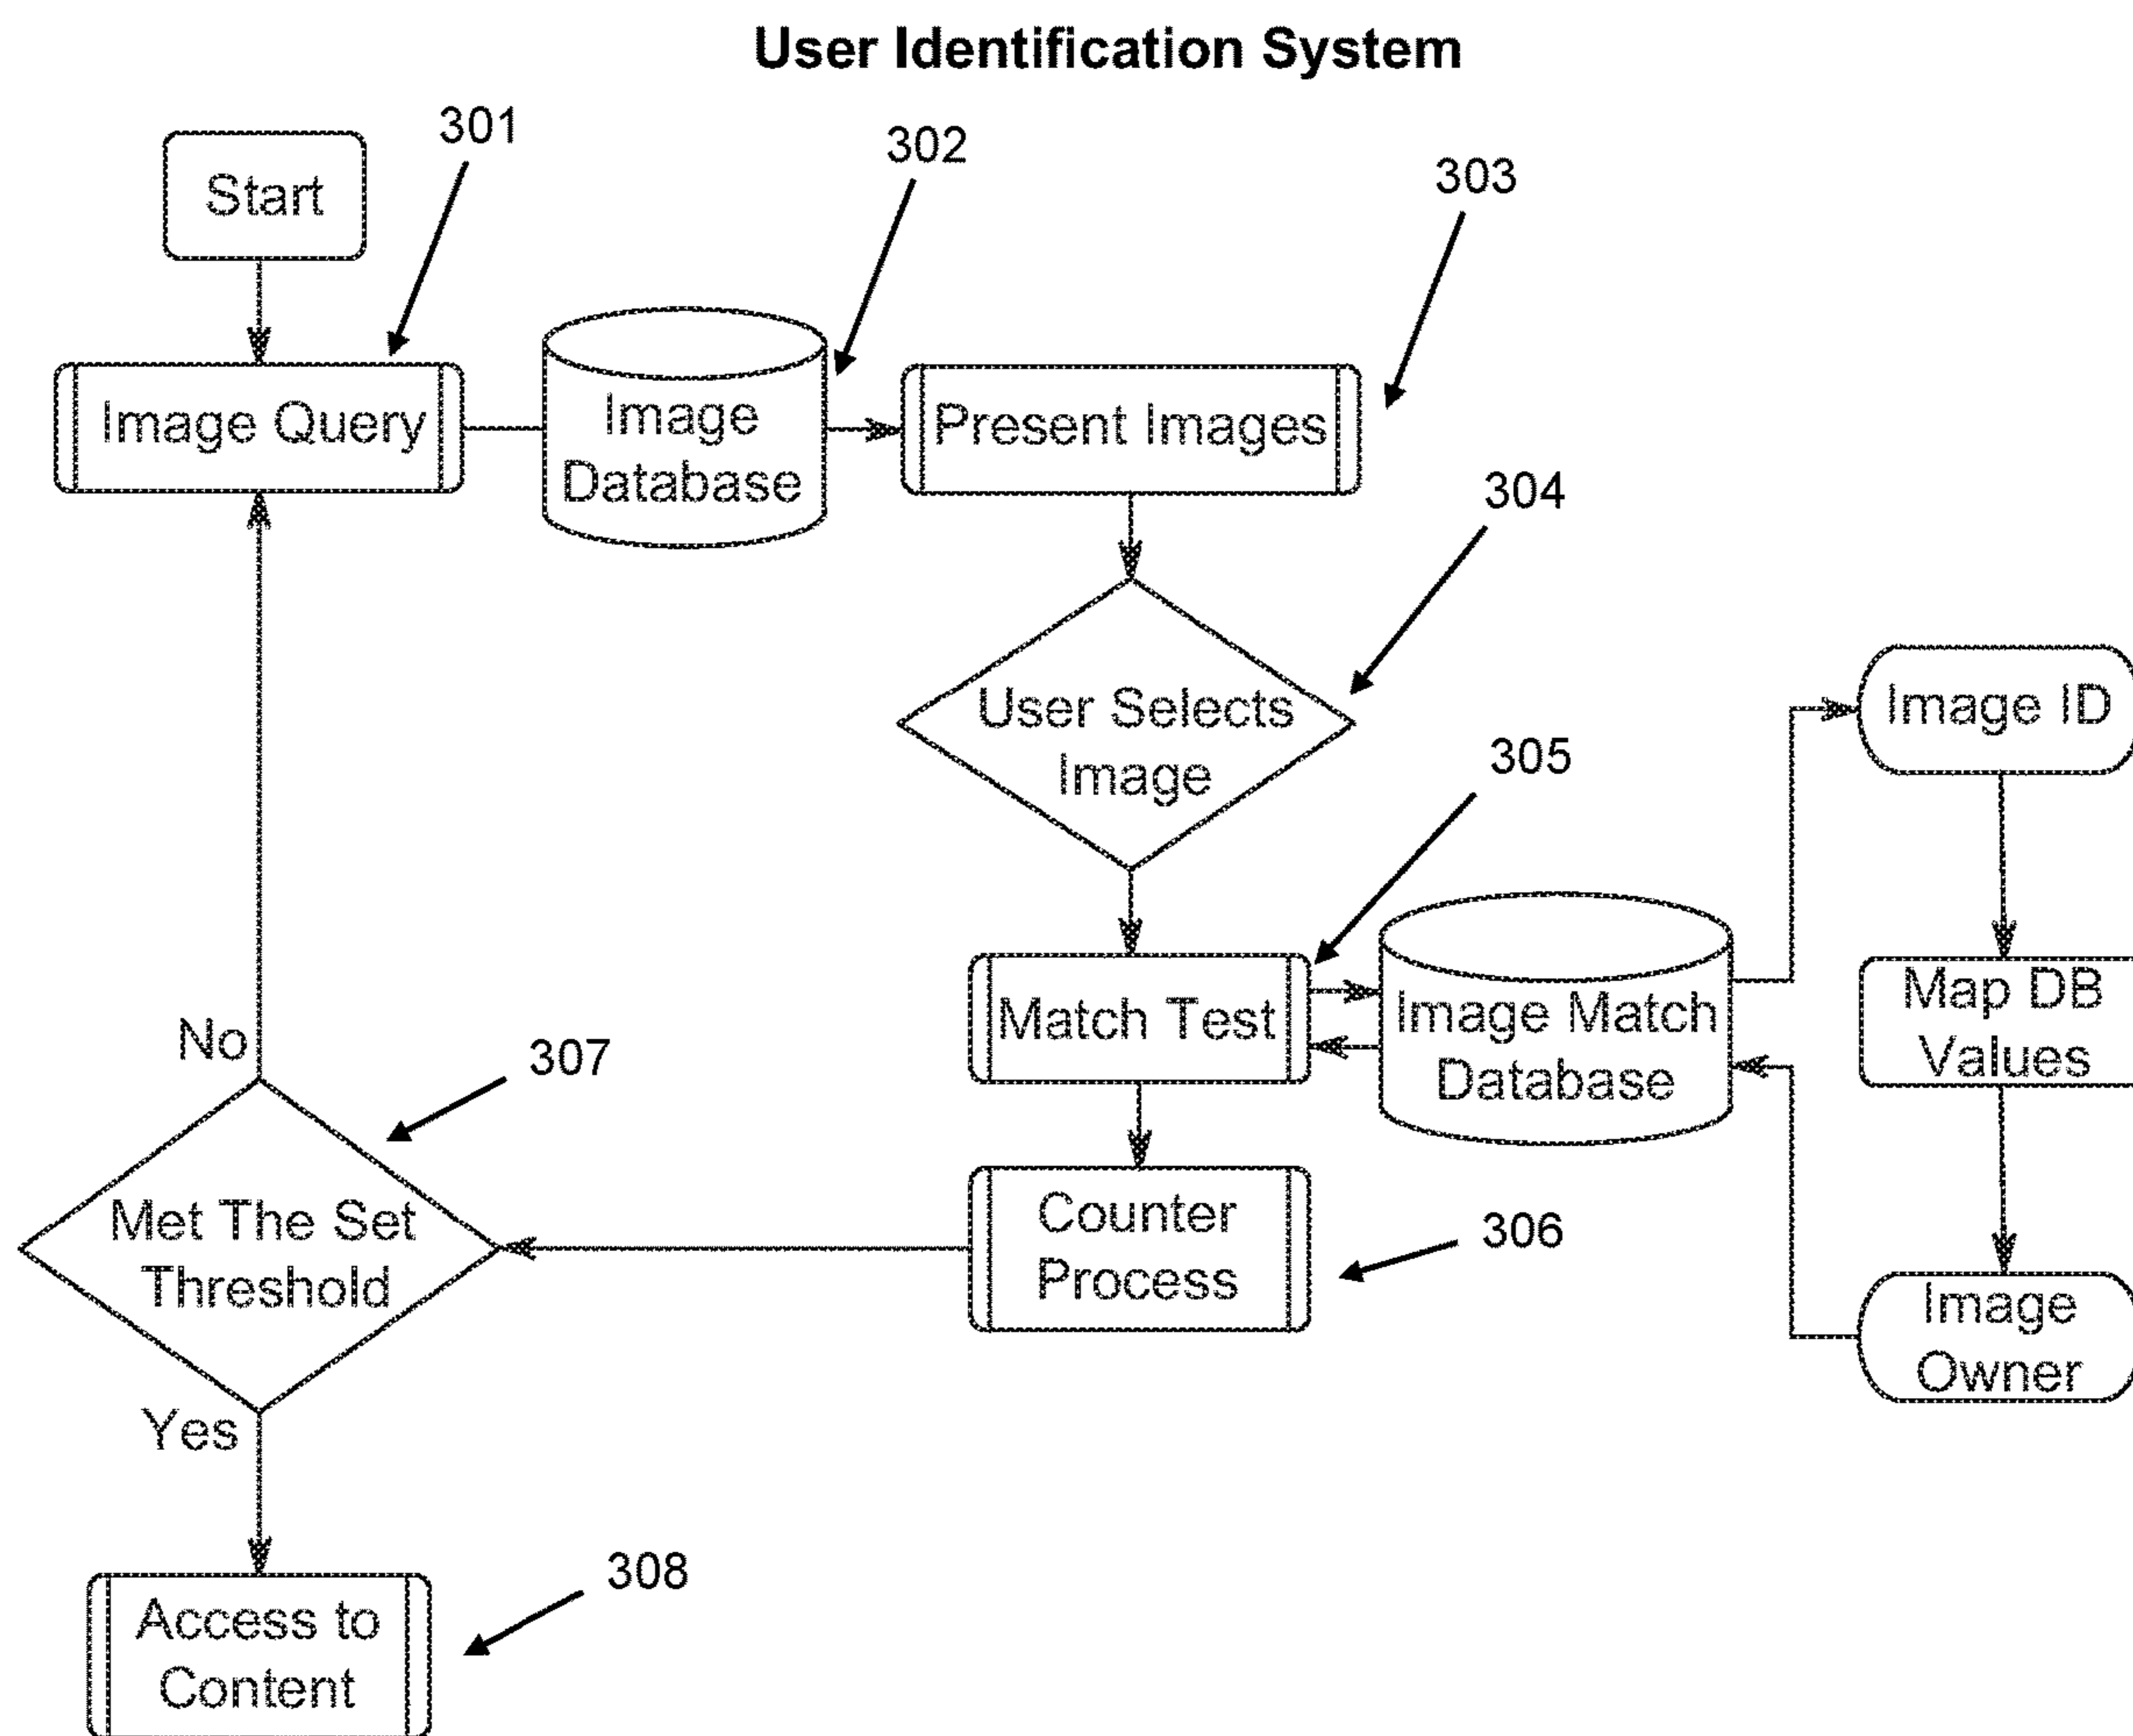 User Identification System
301
302
303
Start
Image Query
Image
Database
Present Images
304
User Selects
Image
Image ID
305
Match Test
Image Match
Database
Map DB
Values
No
307
Met The Set
Threshold
Counter
Process
306
Image
Owner
Yes
308
Access to
Content